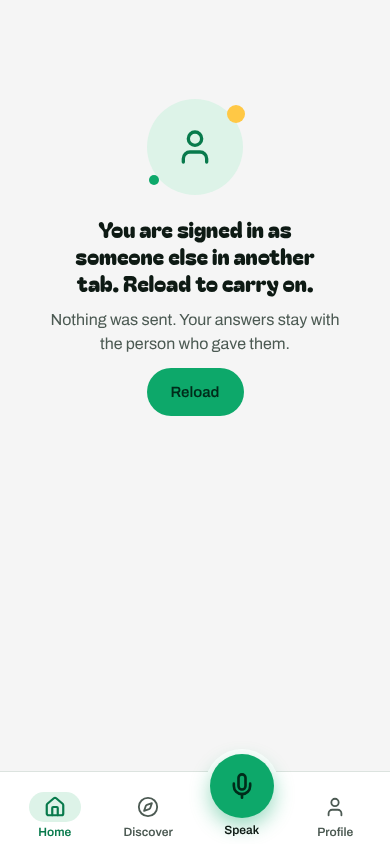 You are signed in as
someone else in another
tab. Reload to carry on.
Nothing was sent. Your answers stay with
the person who gave them.
Reload
Home
Discover
Speak
Profile